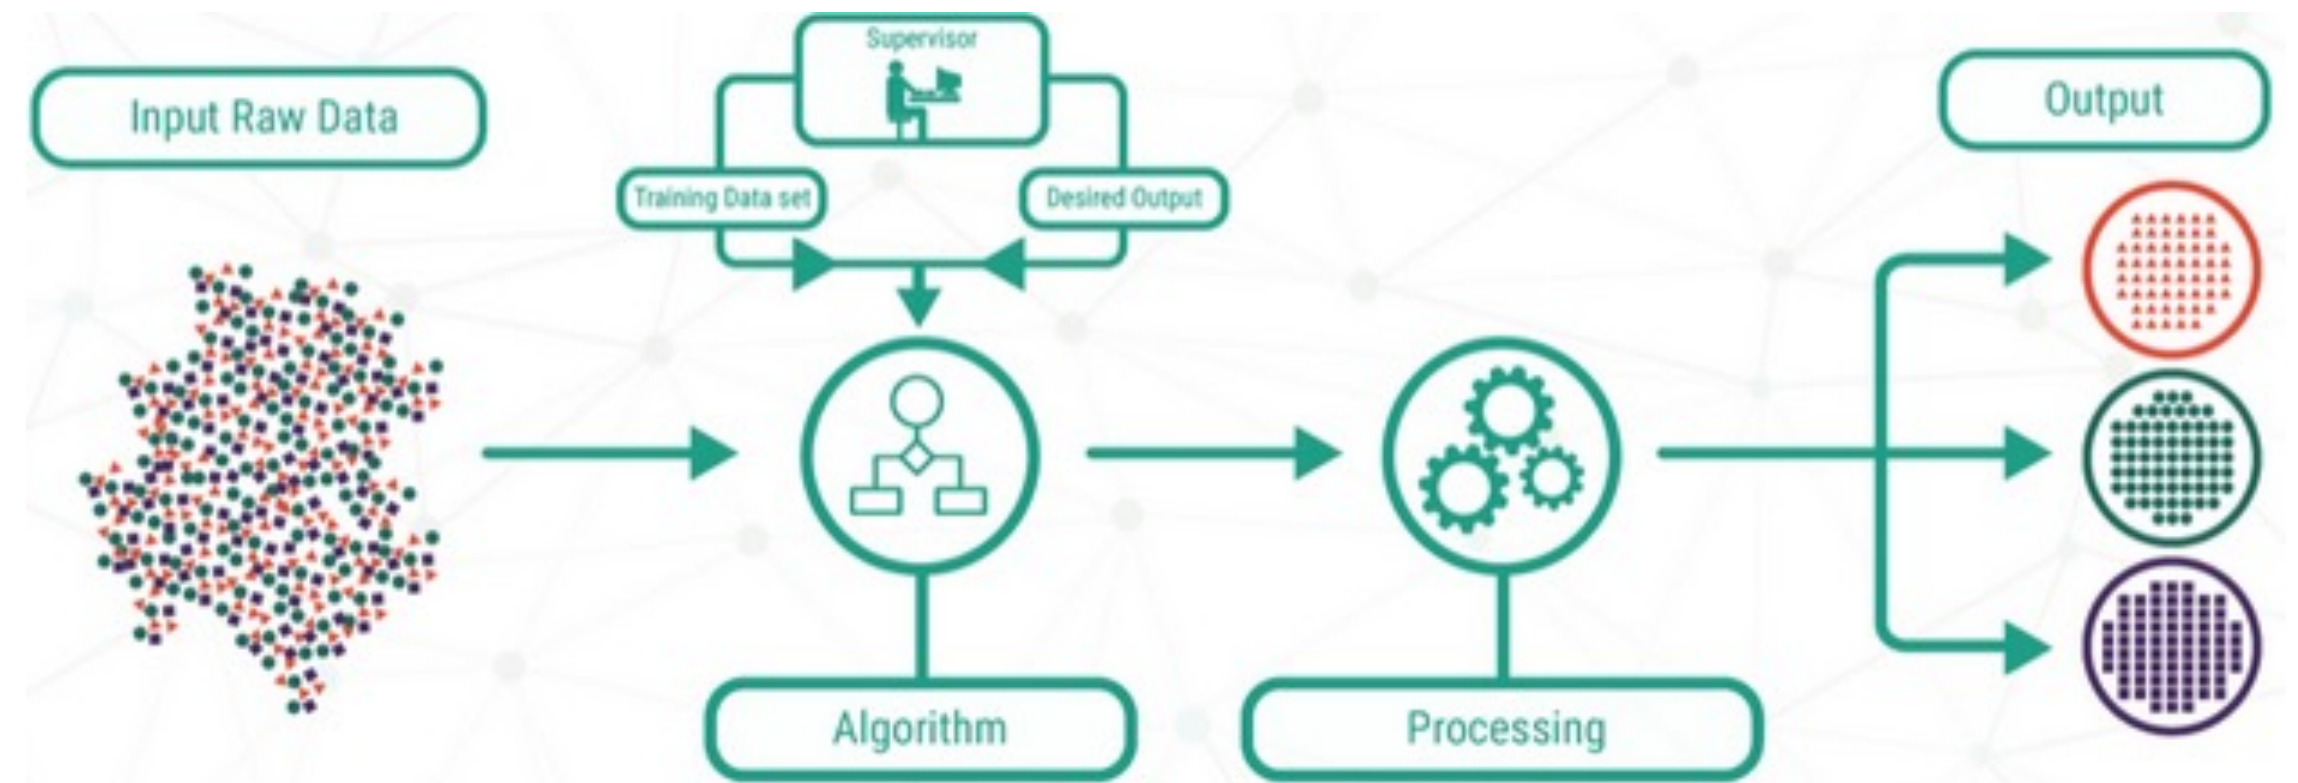 Supervisor
Input Raw Data
Output
Training Data set
Desired Output
Algorithm
Processing